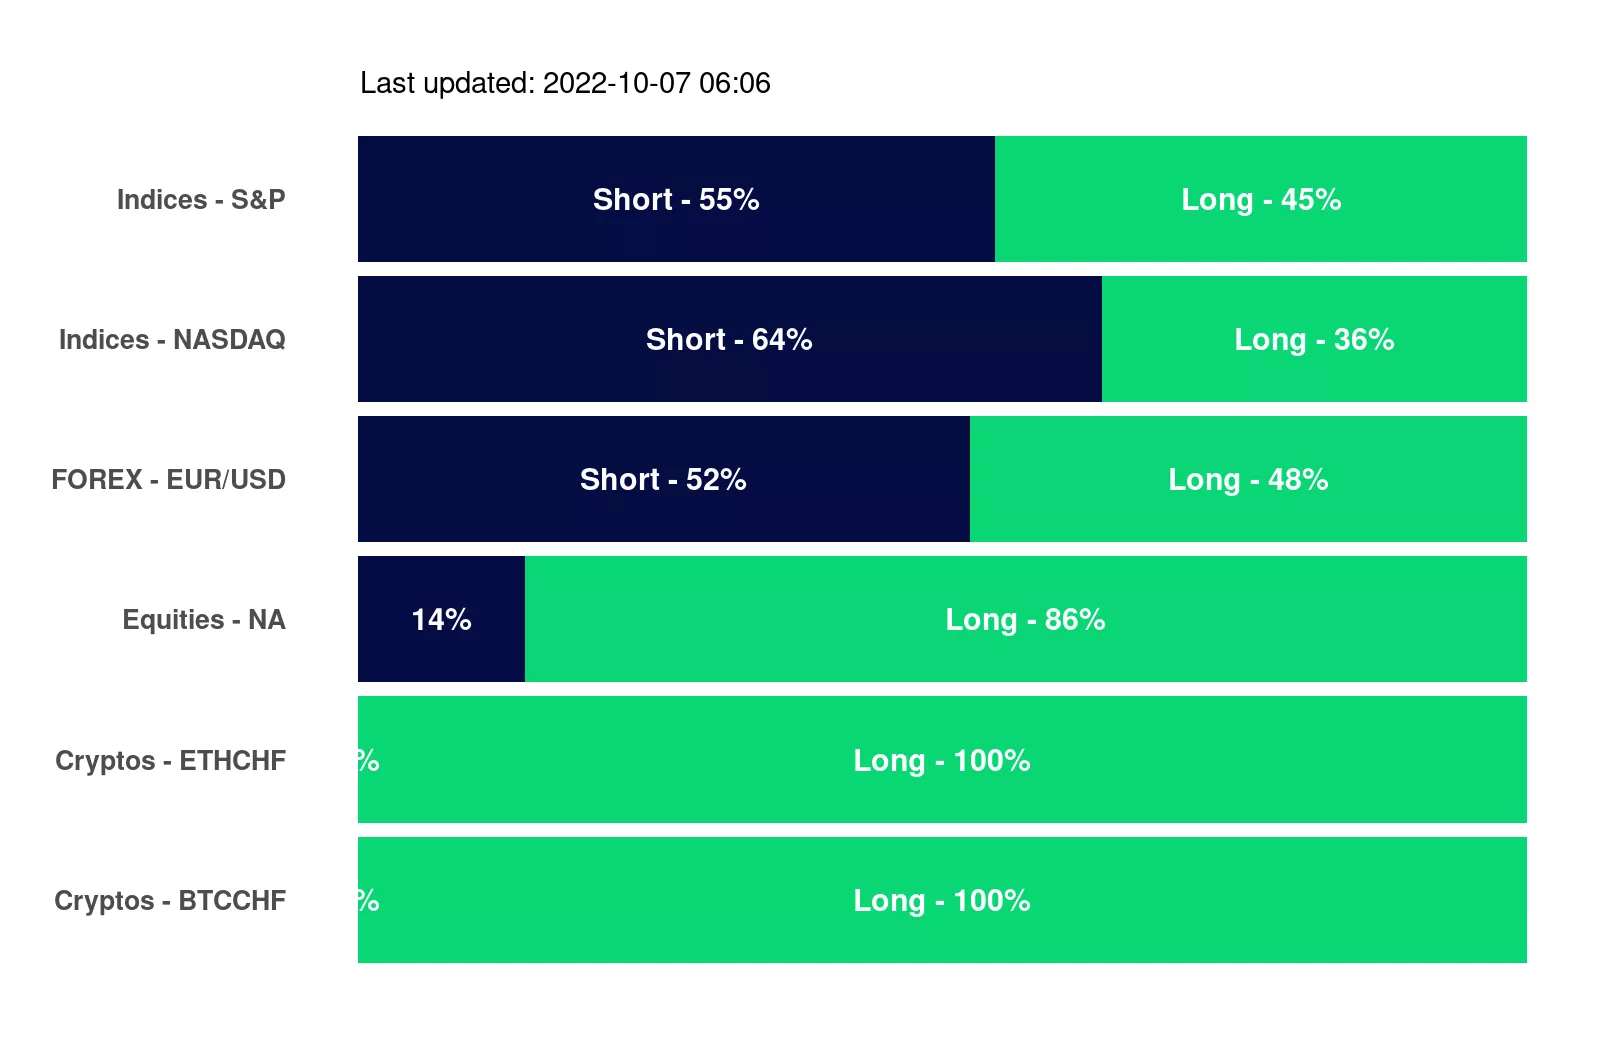 Last updated: 2022-10-07 06:06
Indices - S&P Short - 55% Long - 45%
Indices - NASDAQ Short - 64% Long - 36%
FOREX - EUR/USD Short - 52% Long - 48%
Equities - NA 14% Long - 86%
Cryptos - ETHCHF % Long - 100%
Cryptos - BTCCHF % Long - 100%